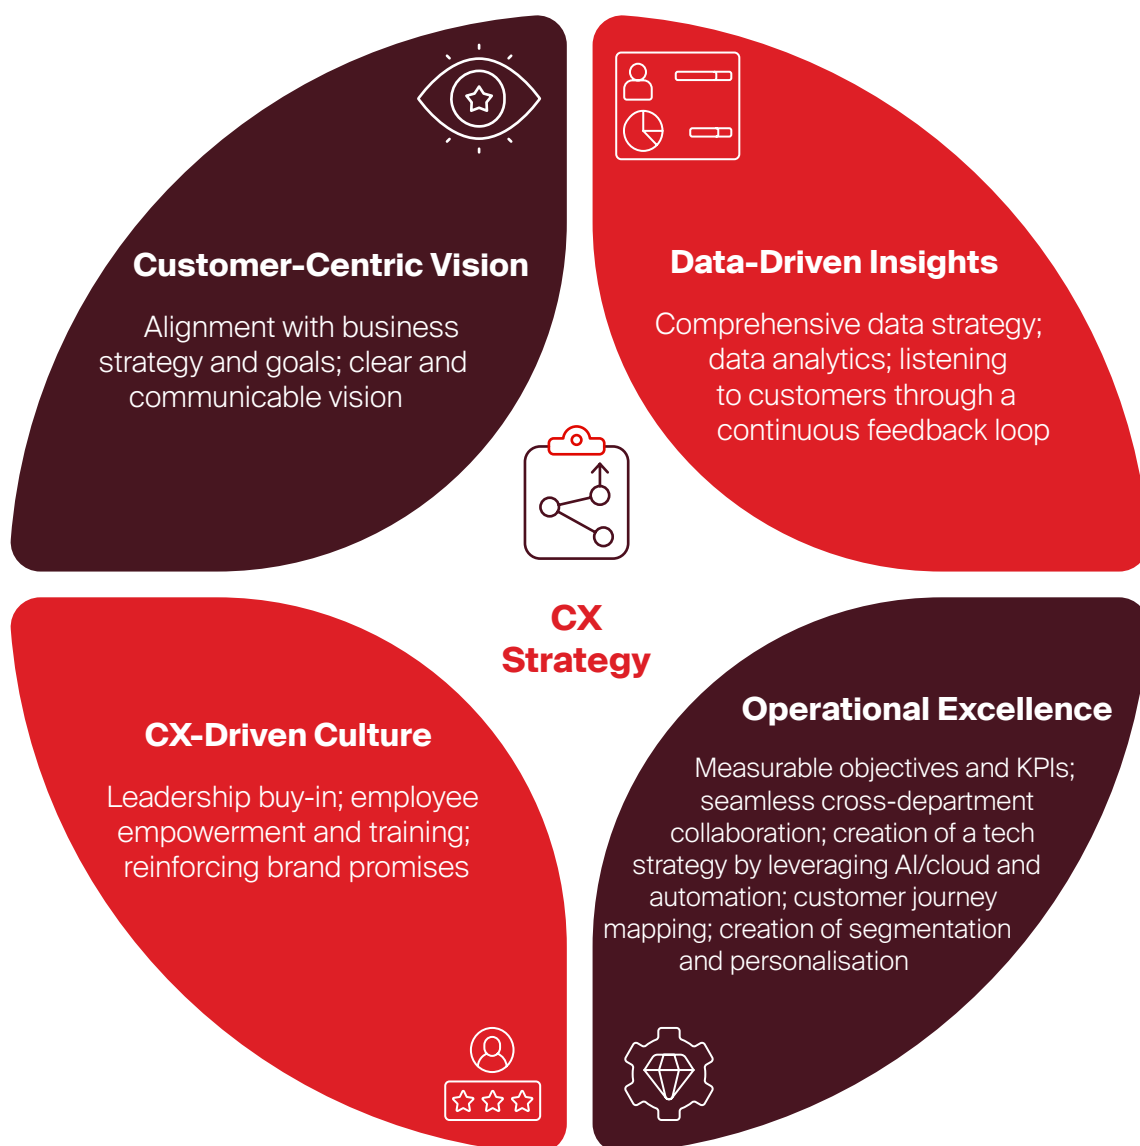 Customer-Centric Vision
Alignment with business
strategy and goals; clear and
communicable vision
Data-Driven Insights
Comprehensive data strategy;
data analytics; listening
to customers through a
continuous feedback loop
CX
Strategy
CX-Driven Culture
Leadership buy-in; employee
empowerment and training;
reinforcing brand promises
Operational Excellence
Measurable objectives and KPIs;
seamless cross-department
collaboration; creation of a tech
strategy by leveraging AI/cloud and
automation; customer journey
mapping; creation of segmentation
and personalisation